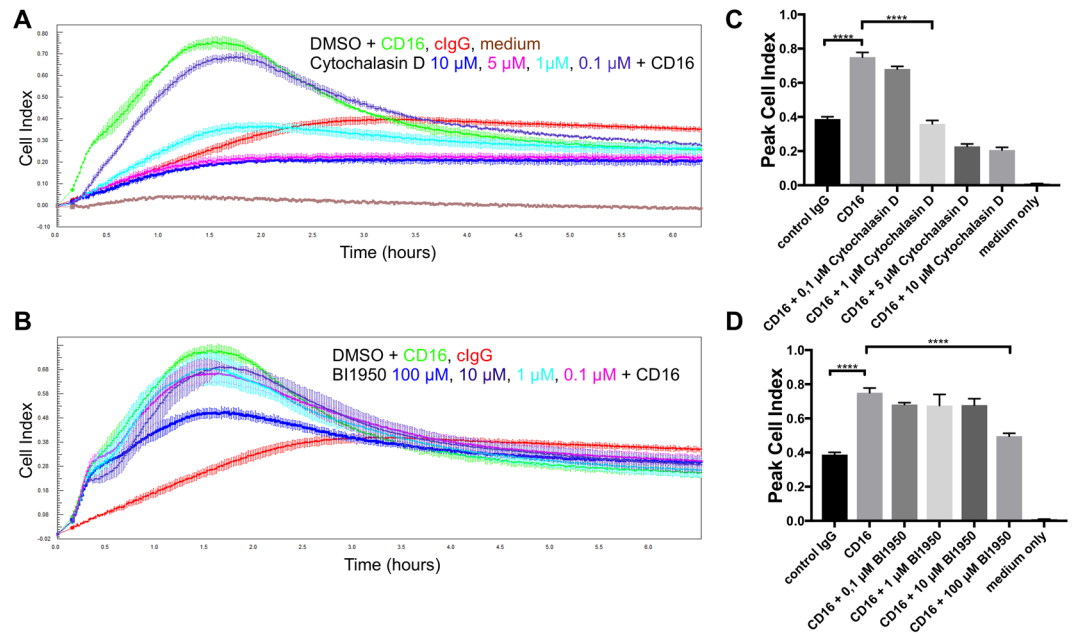 A
DMSO + CD16, cIgG, medium
Cytochalasin D 10 µM, 5 µM, 1µM, 0.1 µM + CD16
Cell Index
0.80
0.70
0.60
0.50
0.40
0.30
0.20
0.10
0.00
-0.10
0.0 0.5 1.0 1.5 2.0 2.5 3.0 3.5 4.0 4.5 5.0 5.5 6.0
Time (hours)
B
DMSO + CD16, cIgG
BI1950 100 µM, 10 µM, 1 µM, 0.1 µM + CD16
Cell Index
0.68
0.58
0.48
0.38
0.28
0.18
0.08
-0.02
0.0 0.5 1.0 1.5 2.0 2.5 3.0 3.5 4.0 4.5 5.0 5.5 6.0
Time (hours)
C
Peak Cell Index
1.0
0.8
0.6
0.4
0.2
0.0
****
****
control IgG
CD16
CD16 + 0,1 µM Cytochalasin D
CD16 + 1 µM Cytochalasin D
CD16 + 5 µM Cytochalasin D
CD16 + 10 µM Cytochalasin D
medium only
D
Peak Cell Index
1.0
0.8
0.6
0.4
0.2
0.0
****
****
control IgG
CD16
CD16 + 0,1 µM BI1950
CD16 + 1 µM BI1950
CD16 + 10 µM BI1950
CD16 + 100 µM BI1950
medium only